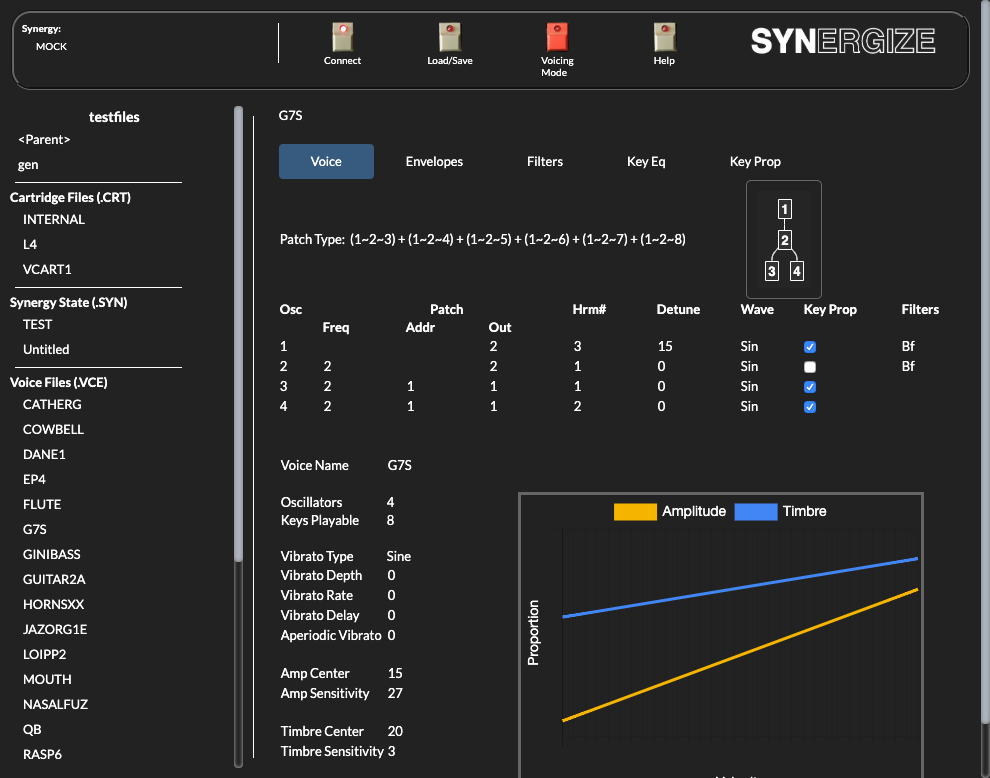 Synergy:
MOCK
Connect
Load/Save
Voicing
Mode
Help
SYNERGIZE
testfiles
<Parent>
gen
Cartridge Files (.CRT)
INTERNAL
L4
VCART1
Synergy State (.SYN)
TEST
Untitled
Voice Files (.VCE)
CATHERG
COWBELL
DANE1
EP4
FLUTE
G7S
GINIBASS
GUITAR2A
HORNSXX
JAZORG1E
LOIPP2
MOUTH
NASALFUZ
QB
RASP6
G7S
Voice Envelopes Filters Key Eq Key Prop
Patch Type: (1~2~3) + (1~2~4) + (1~2~5) + (1~2~6) + (1~2~7) + (1~2~8)
1
2
3 4
Osc Patch Hrm# Detune Wave Key Prop Filters
Freq Addr Out
1 2 3 15 Sin Bf
2 2 2 1 0 Sin Bf
3 2 1 1 1 0 Sin
4 2 1 1 2 0 Sin
Voice Name G7S
Oscillators 4
Keys Playable 8
Vibrato Type Sine
Vibrato Depth 0
Vibrato Rate 0
Vibrato Delay 0
Aperiodic Vibrato 0
Amp Center 15
Amp Sensitivity 27
Timbre Center 20
Timbre Sensitivity 3
Amplitude Timbre
Proportion